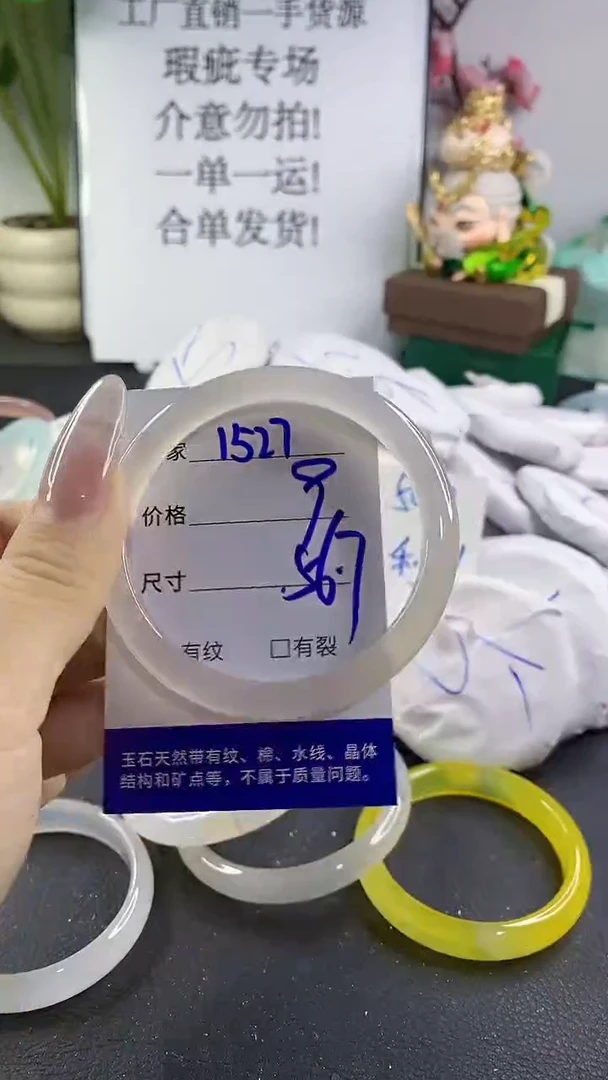 工厂直销一手货源
瑕疵专场
介意勿拍!
一单一运!
合单发货!
家 1527
价格
尺寸 56.7
有纹 □有裂
玉石天然带有纹、棉、水线、晶体
结构和矿点等，不属于质量问题。